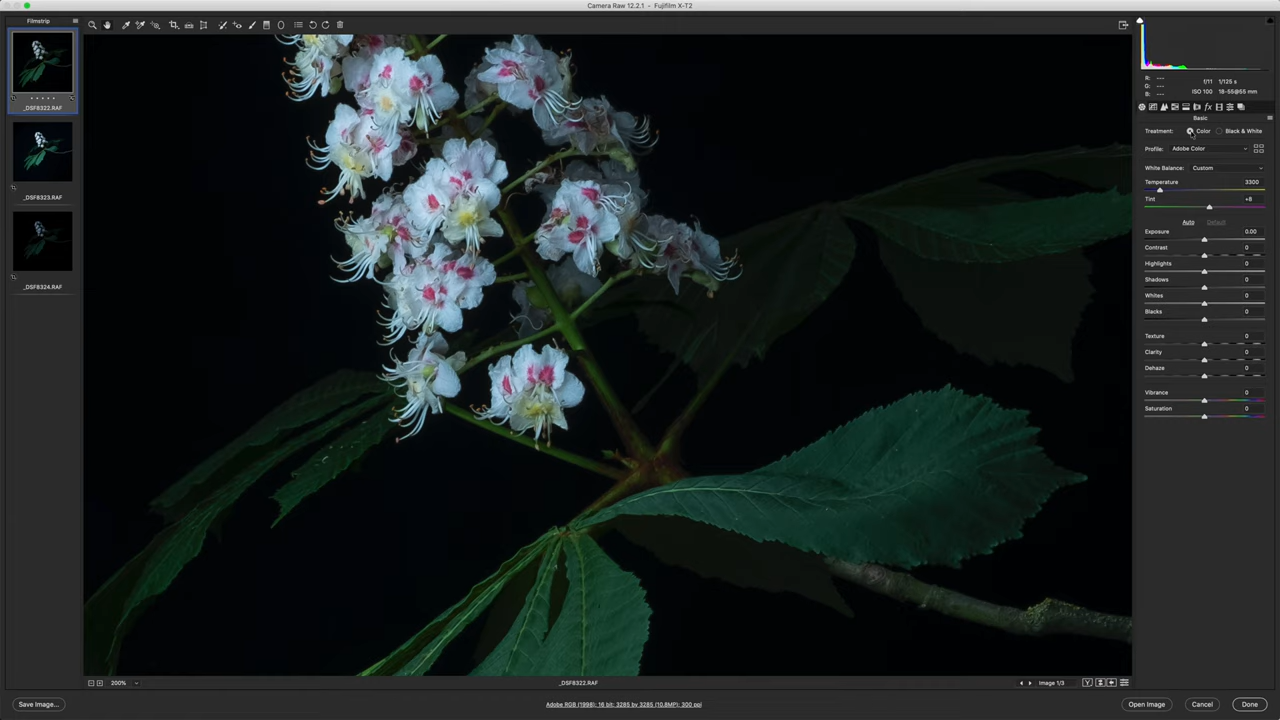 Camera Raw 12.2.1 - Fujifilm X-T2
Filmstrip
_DSF8322.RAF
_DSF8323.RAF
_DSF8324.RAF
R: ---
G: ---
B: ---
f/11 1/125 s
ISO 100 18-55@55 mm
Basic
Treatment: Color Black & White
Profile: Adobe Color
White Balance: Custom
Temperature 3300
Tint +8
Auto Default
Exposure 0.00
Contrast 0
Highlights 0
Shadows 0
Whites 0
Blacks 0
Texture 0
Clarity 0
Dehaze 0
Vibrance 0
Saturation 0
200% _DSF8322.RAF Image 1/3 Y
Save Image... Adobe RGB (1998); 16 bit; 3285 by 3285 (10.8MP); 300 ppi Open Image Cancel Done